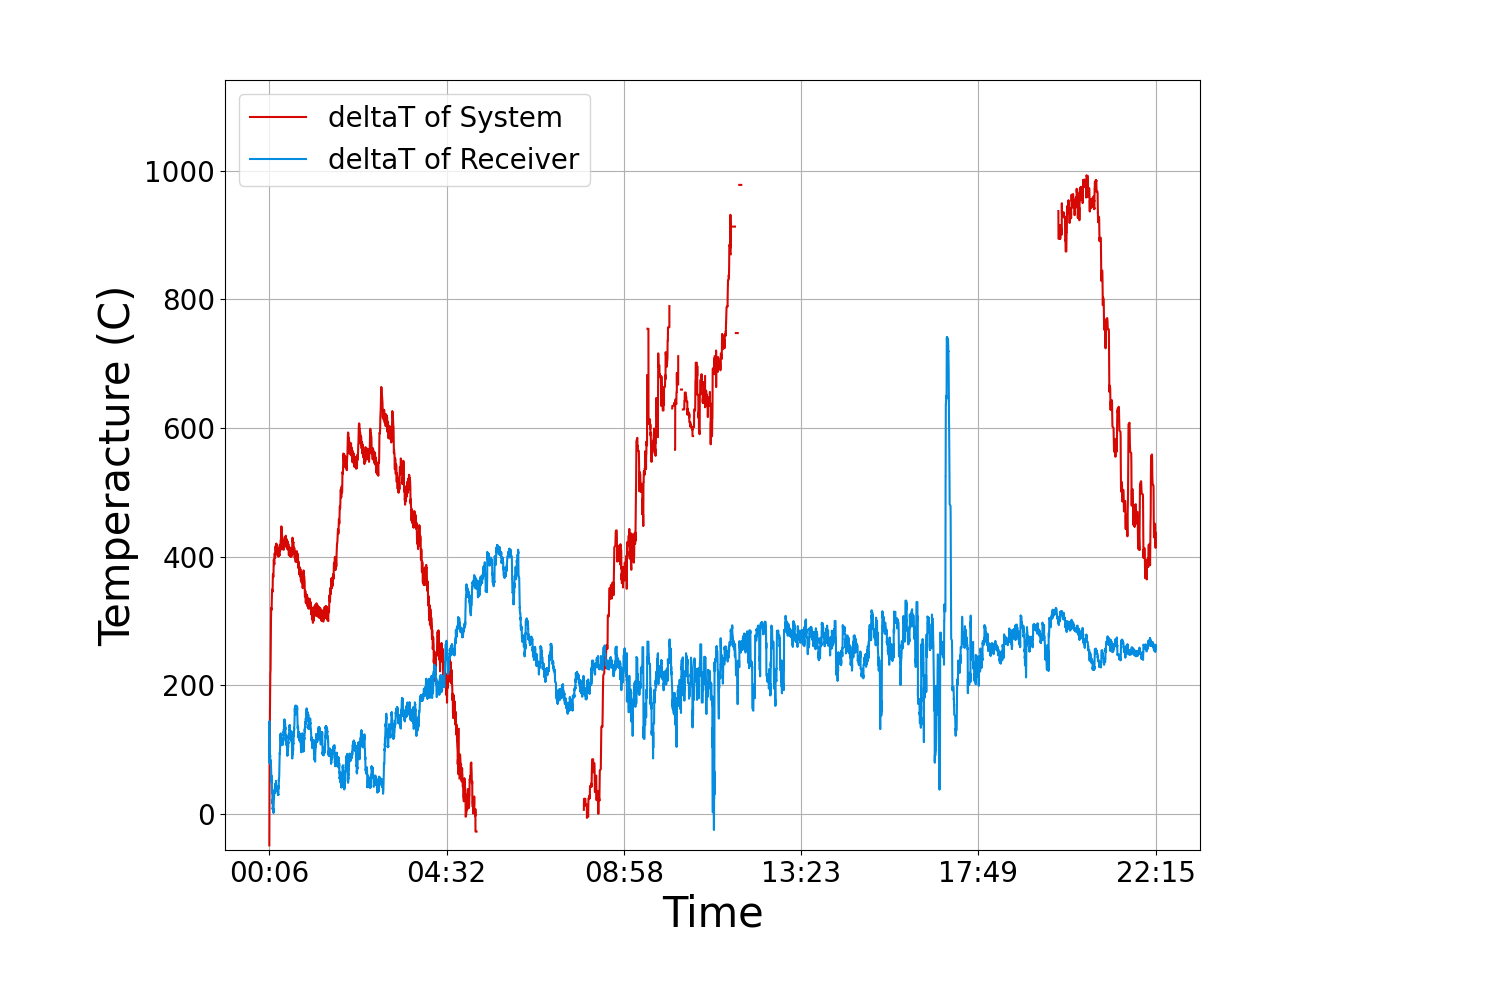 deltaT of System
deltaT of Receiver
1000
800
600
400
200
0
Temperacture (C)
00:06 04:32 08:58 13:23 17:49 22:15
Time